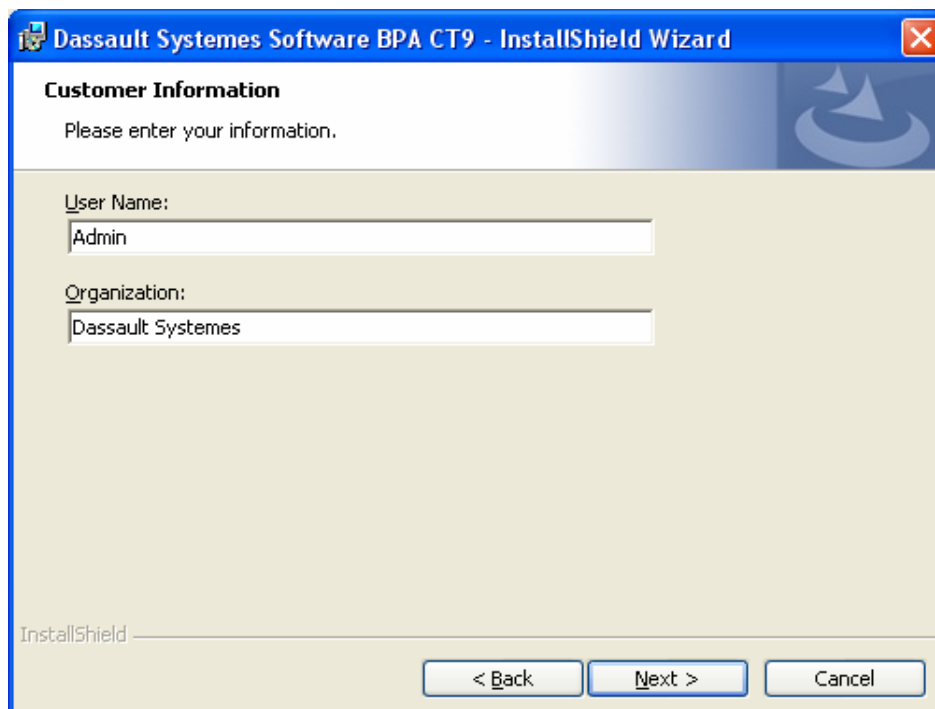 Dassault Systemes Software BPA CT9 - InstallShield Wizard
Customer Information
Please enter your information.
User Name:
Admin
Organization:
Dassault Systemes
InstallShield
< Back Next > Cancel